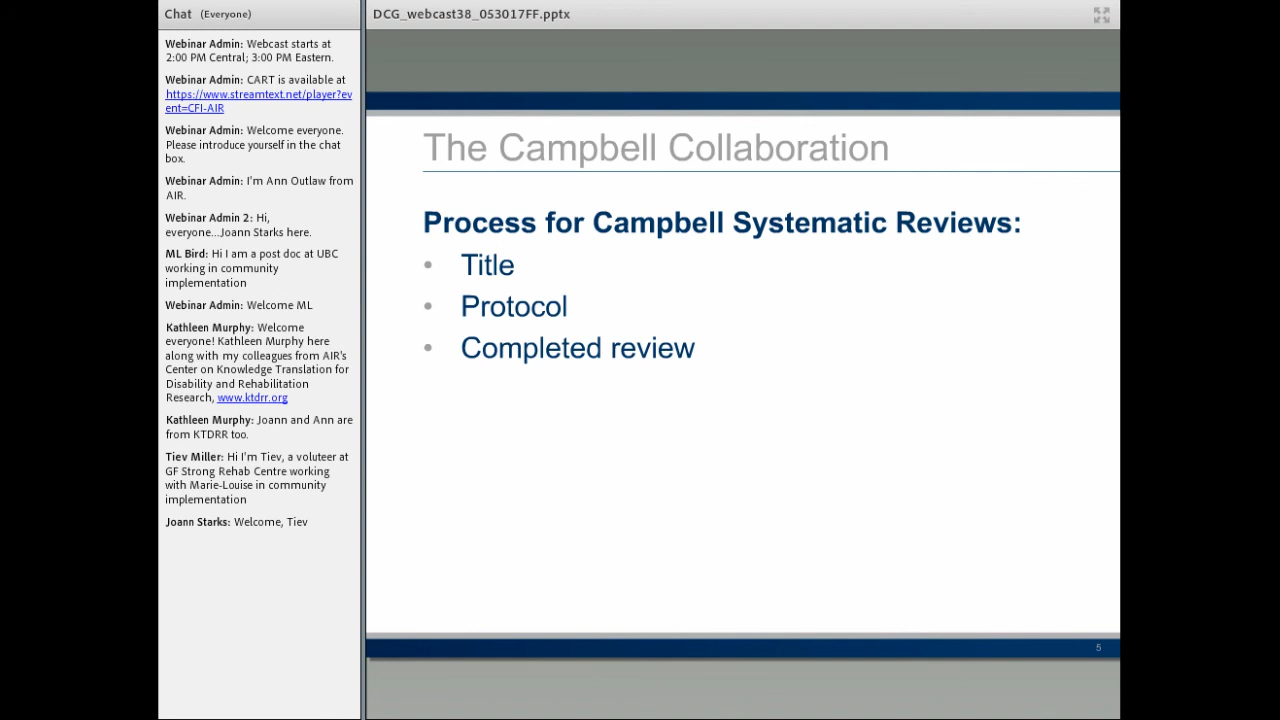 Chat (Everyone)
Webinar Admin: Webcast starts at
2:00 PM Central; 3:00 PM Eastern.
Webinar Admin: CART is available at
https://www.streamtext.net/player?ev
ent=CFI-AIR
Webinar Admin: Welcome everyone.
Please introduce yourself in the chat
box.
Webinar Admin: I'm Ann Outlaw from
AIR.
Webinar Admin 2: Hi,
everyone...Joann Starks here.
ML Bird: Hi I am a post doc at UBC
working in community
implementation
Webinar Admin: Welcome ML
Kathleen Murphy: Welcome
everyone! Kathleen Murphy here
along with my colleagues from AIR's
Center on Knowledge Translation for
Disability and Rehabilitation
Research, www.ktdrr.org
Kathleen Murphy: Joann and Ann are
from KTDRR too.
Tiev Miller: Hi I'm Tiev, a voluteer at
GF Strong Rehab Centre working
with Marie-Louise in community
implementation
Joann Starks: Welcome, Tiev
DCG_webcast38_053017FF.pptx
The Campbell Collaboration
Process for Campbell Systematic Reviews:
• Title
• Protocol
• Completed review
5